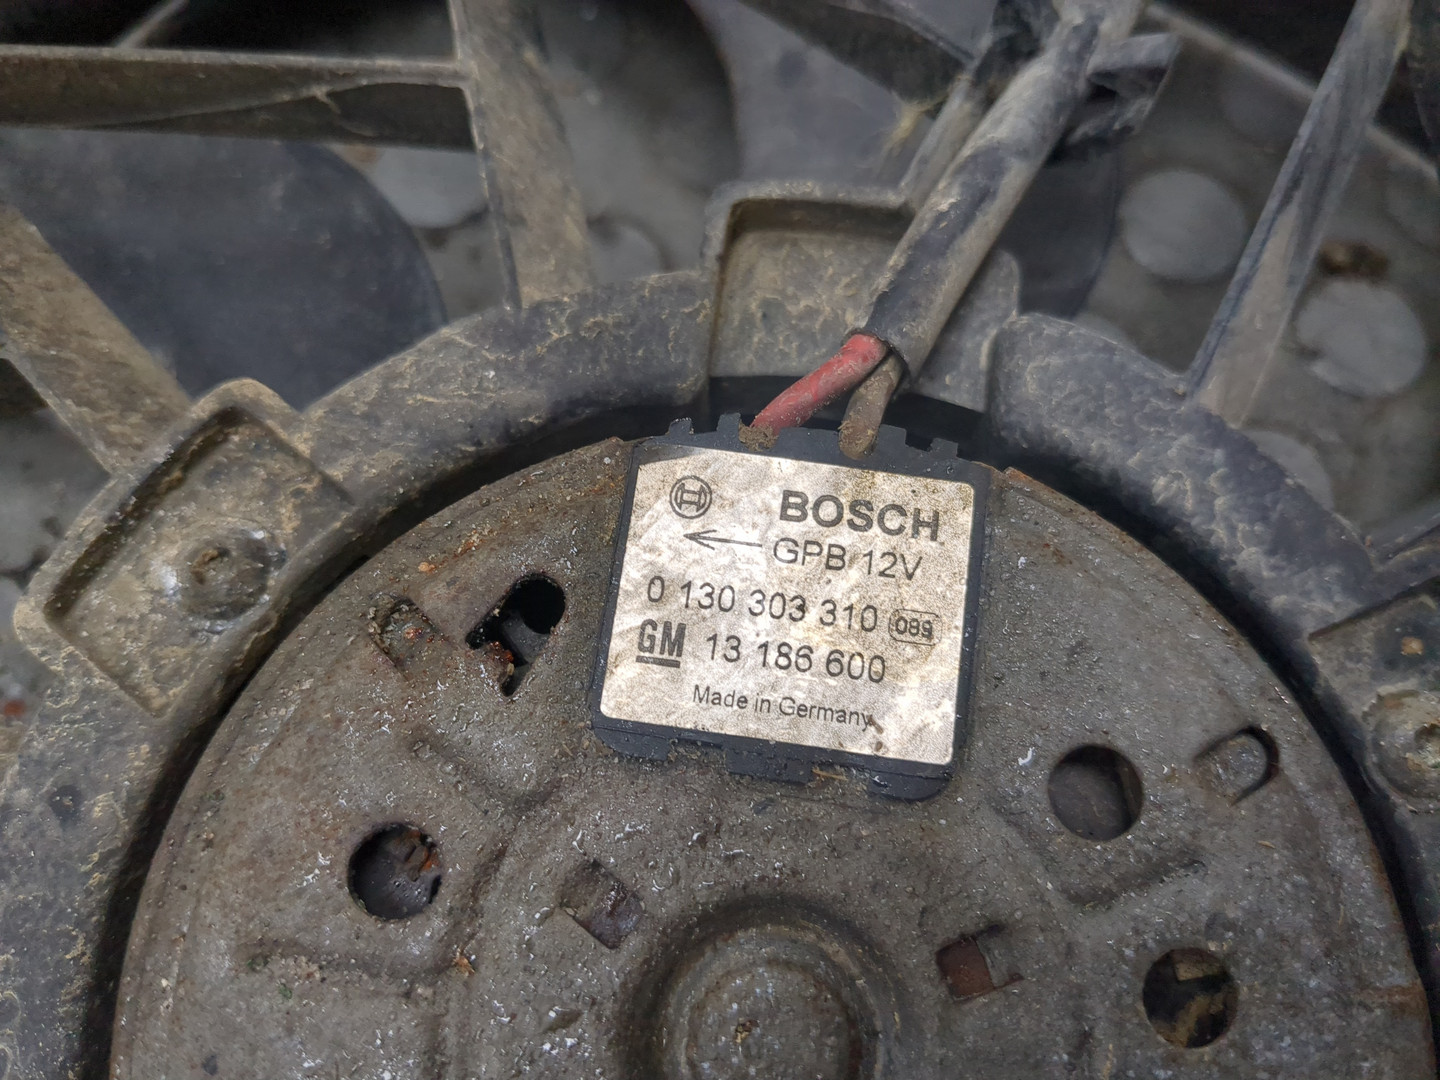 BOSCH
GPB 12V
0 130 303 310 089
GM 13 186 600
Made in Germany